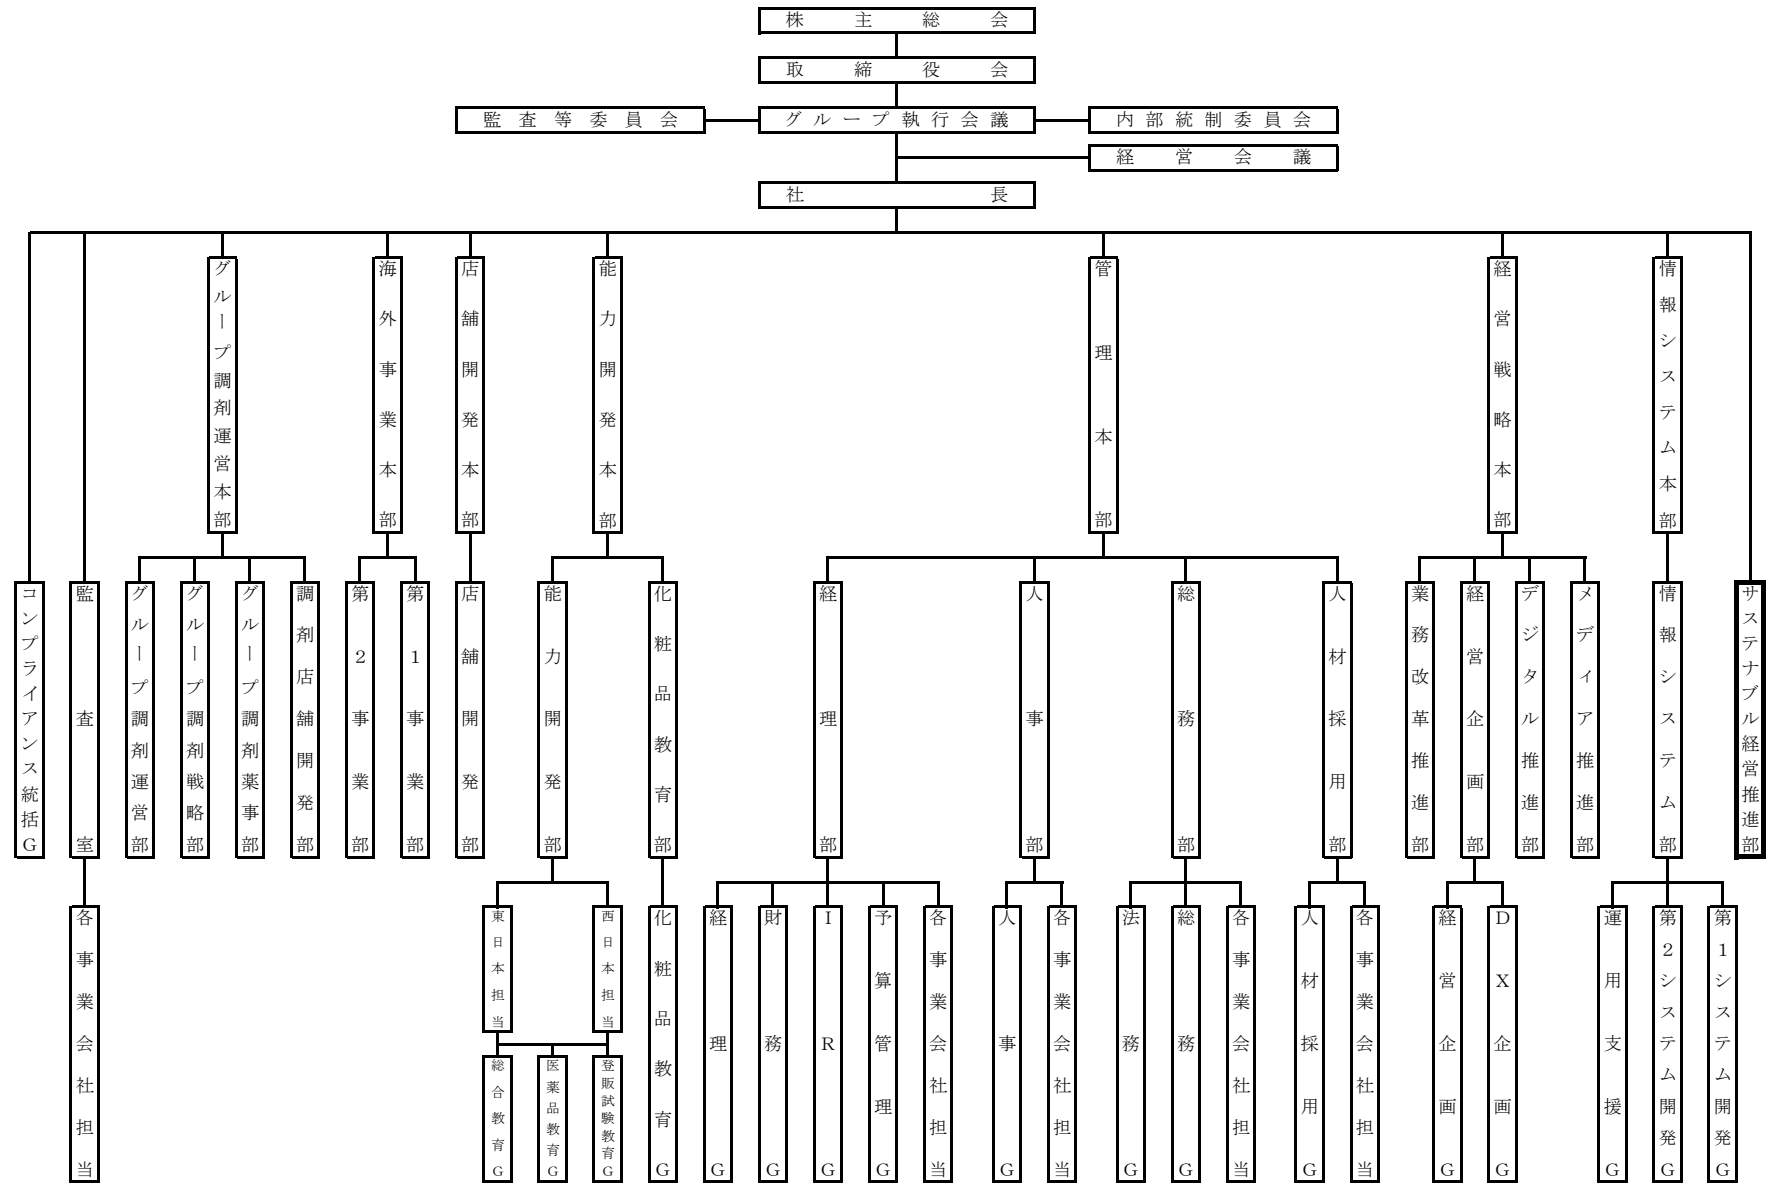 株主総会
取締役会
監査等委員会
グループ執行会議
内部統制委員会
経営会議
社長
グループ調剤運営本部
海外事業本部
店舗開発本部
能力開発本部
管理本部
経営戦略本部
情報システム本部
コンプライアンス統括G
監査室
グループ調剤運営部
グループ調剤戦略部
グループ調剤薬事部
調剤店舗開発部
第2事業部
第1事業部
店舗開発部
能力開発部
化粧品教育部
経理部
人事部
総務部
人材採用部
業務改革推進部
経営企画部
デジタル推進部
メディア推進部
情報システム部
サステナブル経営推進部
各事業会社担当
東日本担当
西日本担当
総合教育G
医薬品教育G
登販試験教育G
化粧品教育G
経理G
財務G
IRG
予算管理G
各事業会社担当
人事G
各事業会社担当
法務G
総務G
各事業会社担当
人材採用G
各事業会社担当
経営企画G
DX企画G
運用支援G
第2システム開発G
第1システム開発G